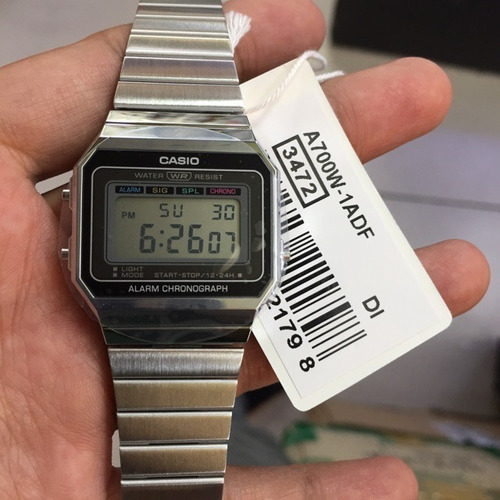 CASIO
WATER WR RESIST
ALARM SIG SPL CHRONO
PM SU 30
6:26 07
LIGHT
MODE START-STOP/12-24H
ALARM CHRONOGRAPH
A700W-1ADF
3472
DI
2179 8